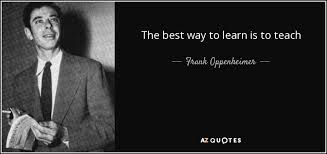 The best way to learn is to teach
Frank Oppenheimer
AZ QUOTES